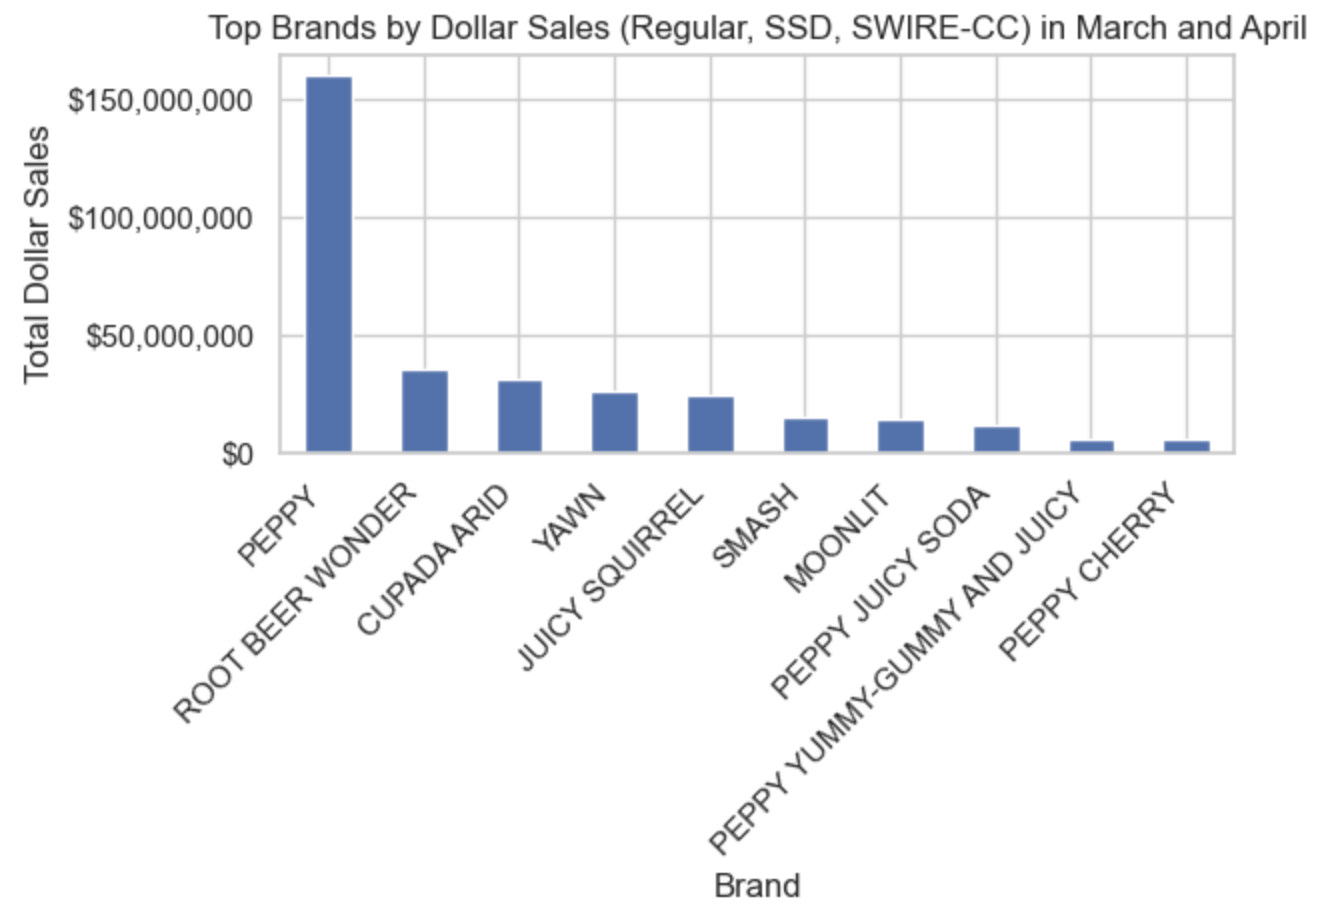 Top Brands by Dollar Sales (Regular, SSD, SWIRE-CC) in March and April
Total Dollar Sales
$150,000,000
$100,000,000
$50,000,000
$0
PEPPY
ROOT BEER WONDER
CUPADA ARID
YAWN
JUICY SQUIRREL
SMASH
MOONLIT
PEPPY JUICY SODA
PEPPY YUMMY-GUMMY AND JUICY
PEPPY CHERRY
Brand